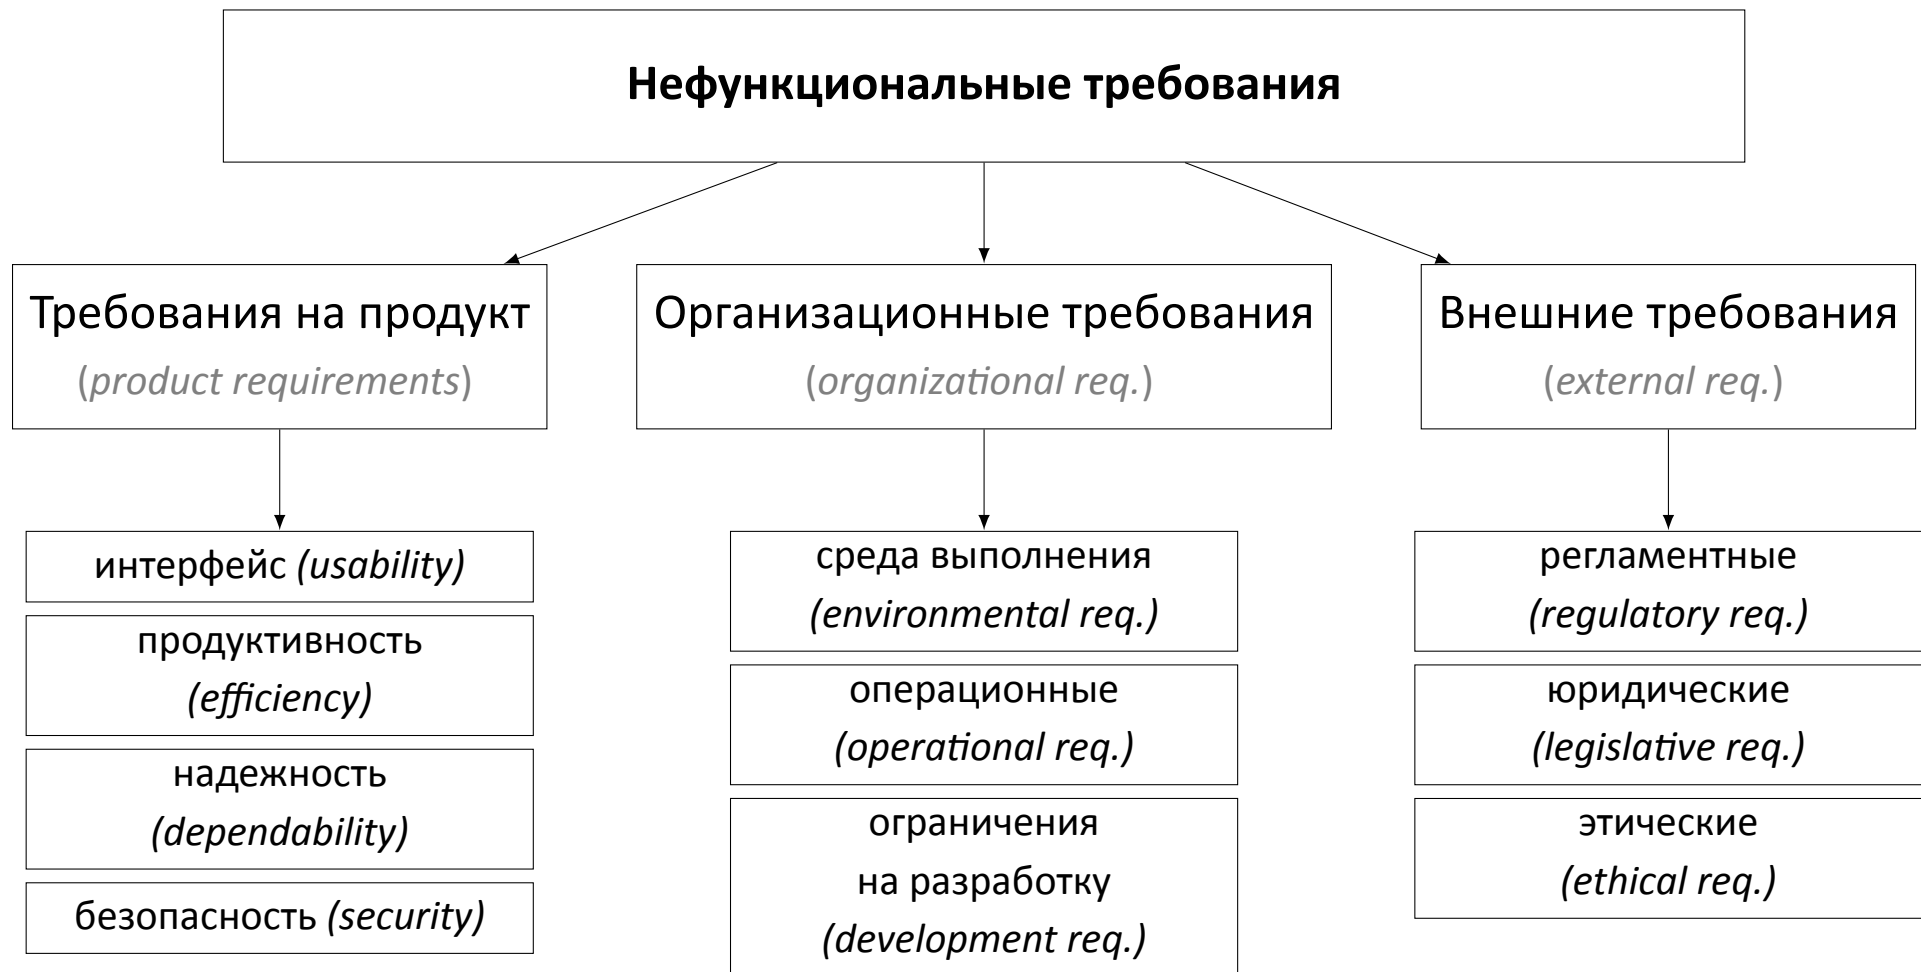 Нефункциональные требования
Требования на продукт
(product requirements)
интерфейс (usability)
продуктивность
(efficiency)
надежность
(dependability)
безопасность (security)
Организационные требования
(organizational req.)
среда выполнения
(environmental req.)
операционные
(operational req.)
ограничения
на разработку
(development req.)
Внешние требования
(external req.)
регламентные
(regulatory req.)
юридические
(legislative req.)
этические
(ethical req.)